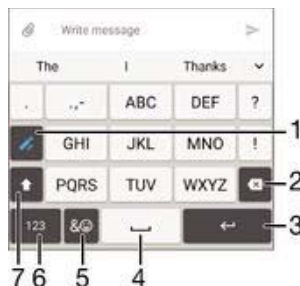 Write message
The I Thanks
. .,- ABC DEF ?
GHI JKL MNO ! 1
PQRS TUV WXYZ 2
123 &☺ 3
7 6 5 4